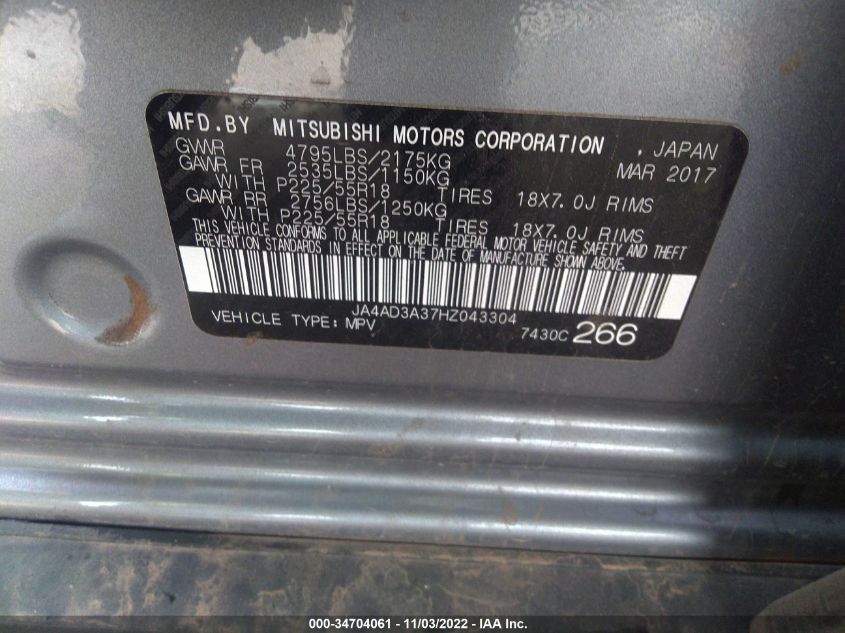 MFD.BY MITSUBISHI MOTORS CORPORATION , JAPAN
GVWR 4795LBS/2175KG MAR 2017
GAWR FR 2535LBS/1150KG
WITH P225/55R18 TIRES 18X7.0J RIMS
GAWR RR 2756LBS/1250KG
WITH P225/55R18 TIRES 18X7.0J RIMS
THIS VEHICLE CONFORMS TO ALL APPLICABLE FEDERAL MOTOR VEHICLE SAFETY AND THEFT
PREVENTION STANDARDS IN EFFECT ON THE DATE OF MANUFACTURE SHOWN ABOVE.
JA4AD3A37HZ043304
VEHICLE TYPE: MPV 7430C 266
000-34704061 - 11/03/2022 - IAA Inc.